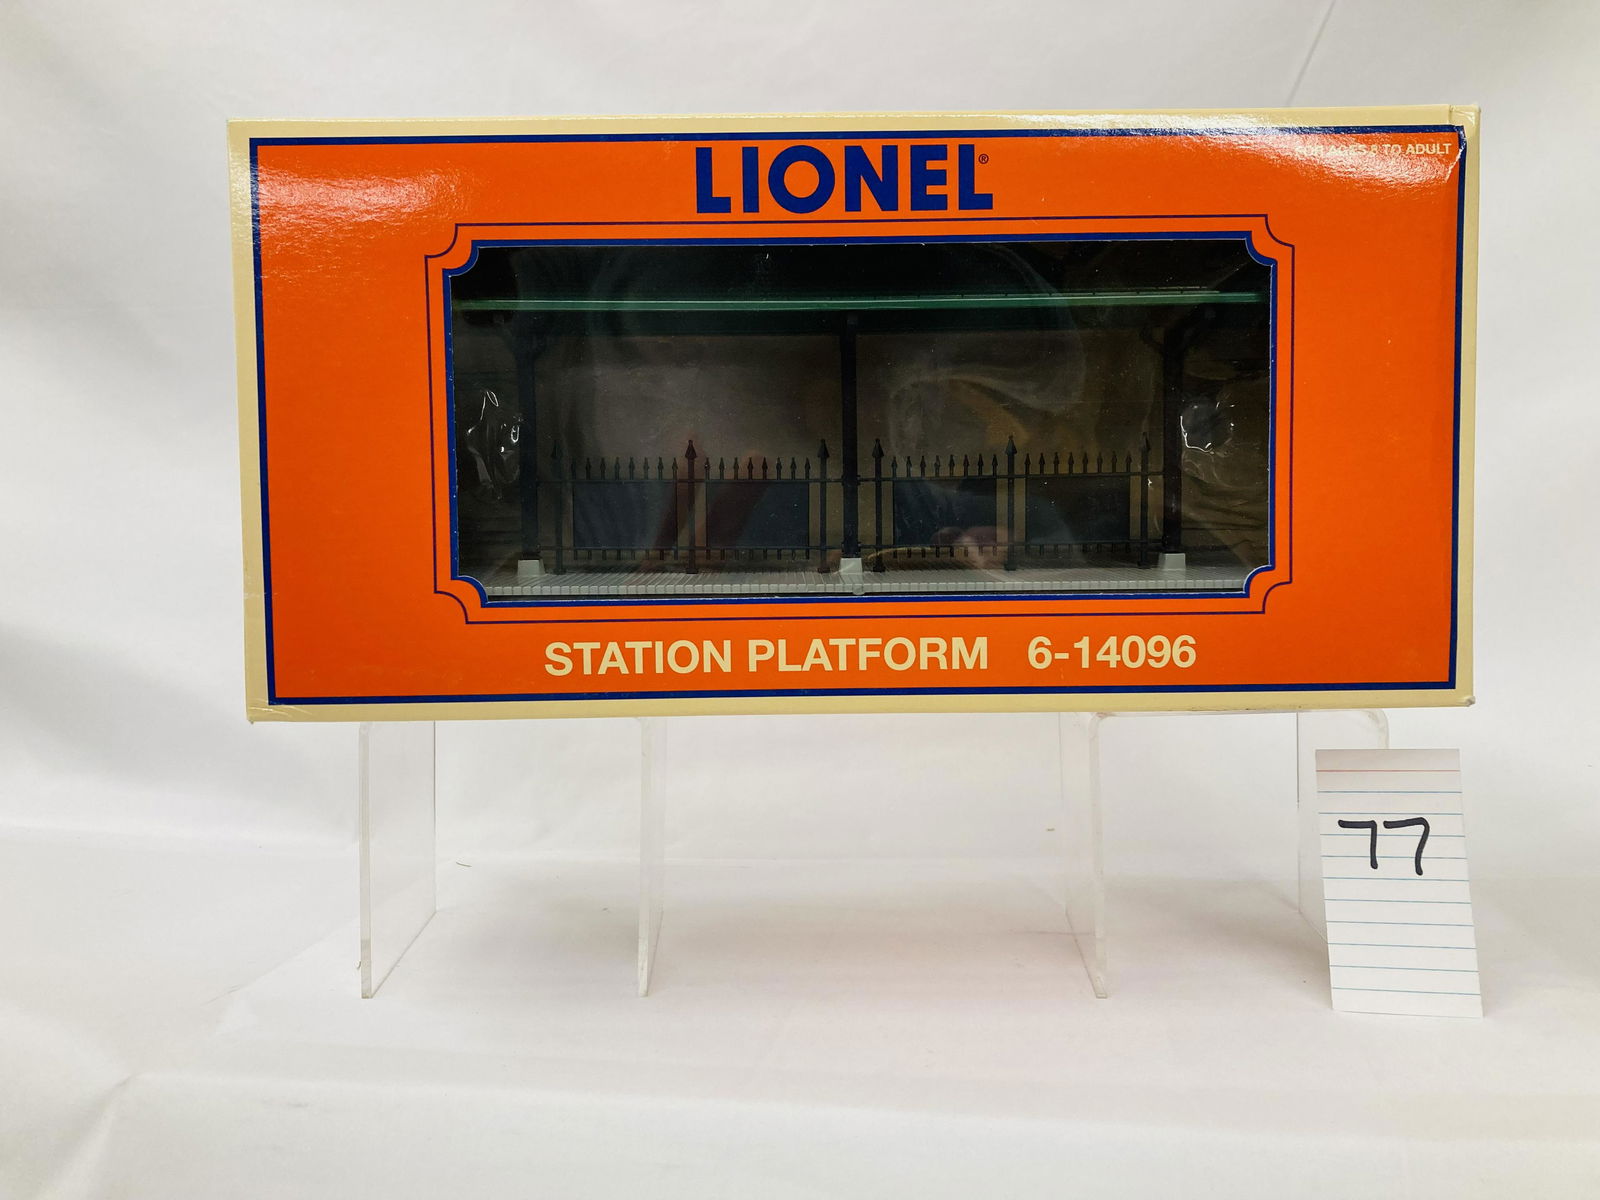 LIONEL®
FOR AGES 8 TO ADULT
STATION PLATFORM 6-14096
77